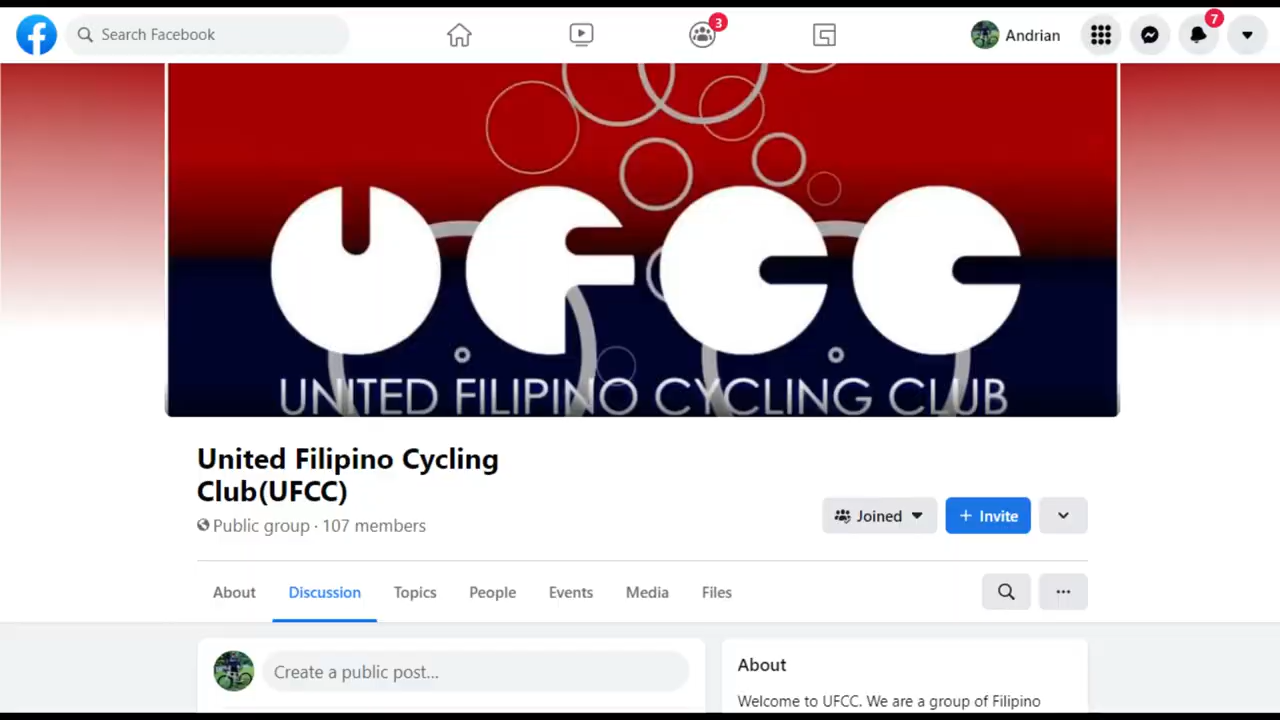 Search Facebook
3
Andrian
7
UFCC
UNITED FILIPINO CYCLING CLUB
United Filipino Cycling
Club(UFCC)
Public group · 107 members
Joined
+ Invite
About
Discussion
Topics
People
Events
Media
Files
Create a public post...
About
Welcome to UFCC. We are a group of Filipino